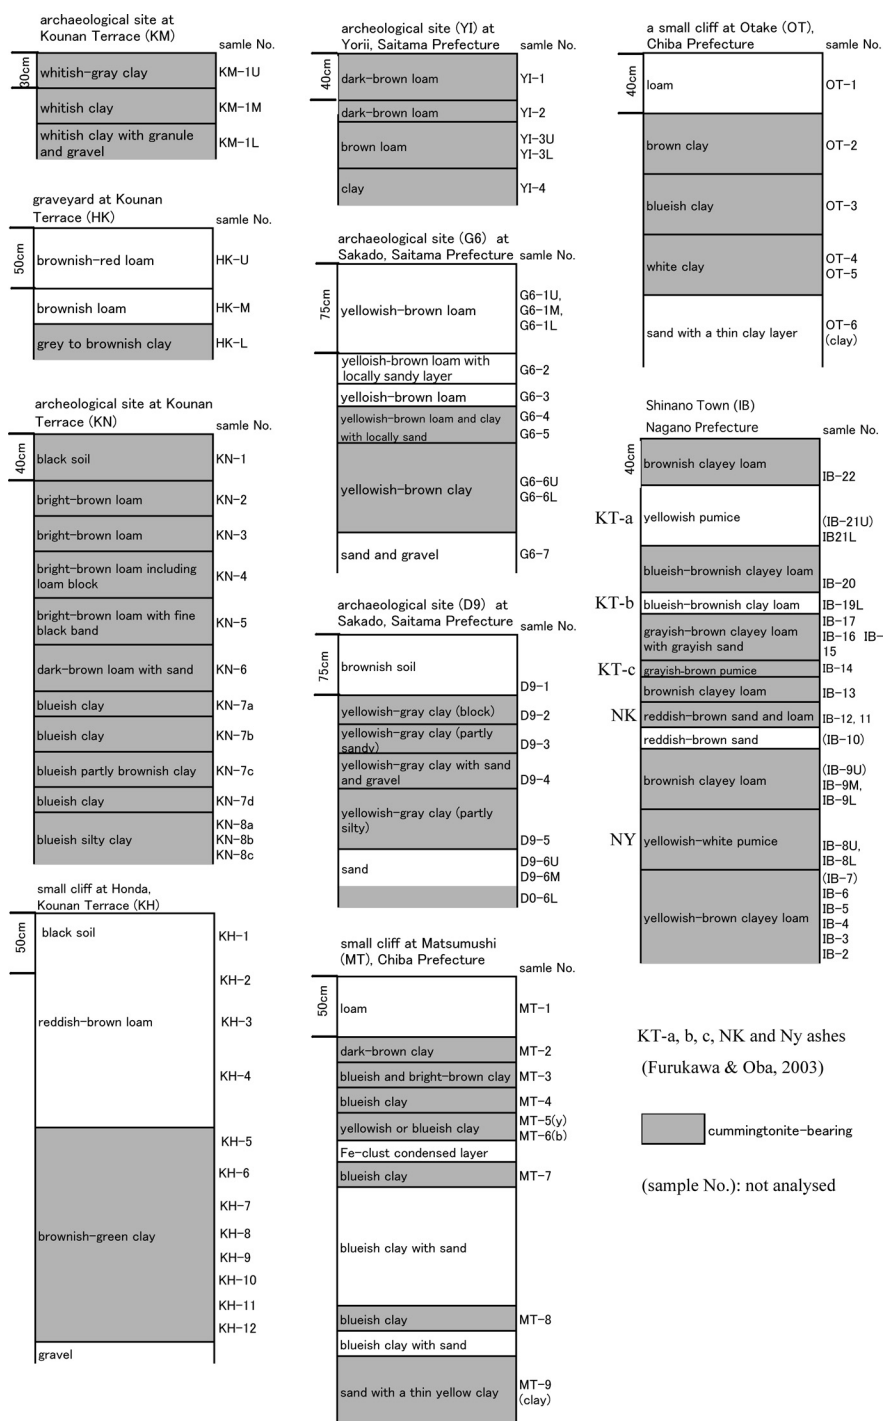 archaeological site at
Kounan Terrace (KM)
samle No.
30cm
whitish-gray clay
KM-1U
whitish clay
KM-1M
whitish clay with granule
and gravel
KM-1L
graveyard at Kounan
Terrace (HK)
samle No.
50cm
brownish-red loam
HK-U
brownish loam
HK-M
grey to brownish clay
HK-L
archeological site at Kounan
Terrace (KN)
samle No.
40cm
black soil
KN-1
bright-brown loam
KN-2
bright-brown loam
KN-3
bright-brown loam including
loam block
KN-4
bright-brown loam with fine
black band
KN-5
dark-brown loam with sand
KN-6
blueish clay
KN-7a
blueish clay
KN-7b
blueish partly brownish clay
KN-7c
blueish clay
KN-7d
blueish silty clay
KN-8a
KN-8b
KN-8c
small cliff at Honda,
Kounan Terrace (KH)
50cm
black soil
KH-1
KH-2
reddish-brown loam
KH-3
KH-4
KH-5
KH-6
KH-7
brownish-green clay
KH-8
KH-9
KH-10
KH-11
KH-12
gravel
archeological site (YI) at
Yorii, Saitama Prefecture
samle No.
40cm
dark-brown loam
YI-1
dark-brown loam
YI-2
brown loam
YI-3U
YI-3L
clay
YI-4
archaeological site (G6) at
Sakado, Saitama Prefecture
samle No.
75cm
yellowish-brown loam
G6-1U,
G6-1M,
G6-1L
yelloish-brown loam with
locally sandy layer
G6-2
yelloish-brown loam
G6-3
yellowish-brown loam and clay
with locally sand
G6-4
G6-5
yellowish-brown clay
G6-6U
G6-6L
sand and gravel
G6-7
archaeological site (D9) at
Sakado, Saitama Prefecture
samle No.
75cm
brownish soil
D9-1
yellowish-gray clay (block)
D9-2
yellowish-gray clay (partly
sandy)
D9-3
yellowish-gray clay with sand
and gravel
D9-4
yellowish-gray clay (partly
silty)
D9-5
sand
D9-6U
D9-6M
D0-6L
small cliff at Matsumushi
(MT), Chiba Prefecture
samle No.
50cm
loam
MT-1
dark-brown clay
MT-2
blueish and bright-brown clay
MT-3
blueish clay
MT-4
yellowish or blueish clay
MT-5(y)
MT-6(b)
Fe-clust condensed layer
blueish clay
MT-7
blueish clay with sand
blueish clay
MT-8
blueish clay with sand
sand with a thin yellow clay
MT-9
(clay)
a small cliff at Otake (OT),
Chiba Prefecture
samle No.
40cm
loam
OT-1
brown clay
OT-2
blueish clay
OT-3
white clay
OT-4
OT-5
sand with a thin clay layer
OT-6
(clay)
Shinano Town (IB)
Nagano Prefecture
samle No.
40cm
brownish clayey loam
IB-22
KT-a
yellowish pumice
(IB-21U)
IB21L
blueish-brownish clayey loam
IB-20
KT-b
blueish-brownish clay loam
IB-19L
grayish-brown clayey loam
with grayish sand
IB-17
IB-16 IB-
15
KT-c
grayish-brown pumice
IB-14
brownish clayey loam
IB-13
NK
reddish-brown sand and loam
IB-12, 11
reddish-brown sand
(IB-10)
brownish clayey loam
(IB-9U)
IB-9M,
IB-9L
NY
yellowish-white pumice
IB-8U,
IB-8L
yellowish-brown clayey loam
(IB-7)
IB-6
IB-5
IB-4
IB-3
IB-2
KT-a, b, c, NK and Ny ashes
(Furukawa & Oba, 2003)
cummingtonite-bearing
(sample No.): not analysed